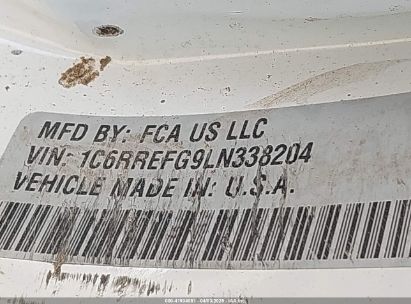 MFD BY: FCA US LLC
VIN: 1C6RREFG9LN338204
VEHICLE MADE IN: U.S.A.